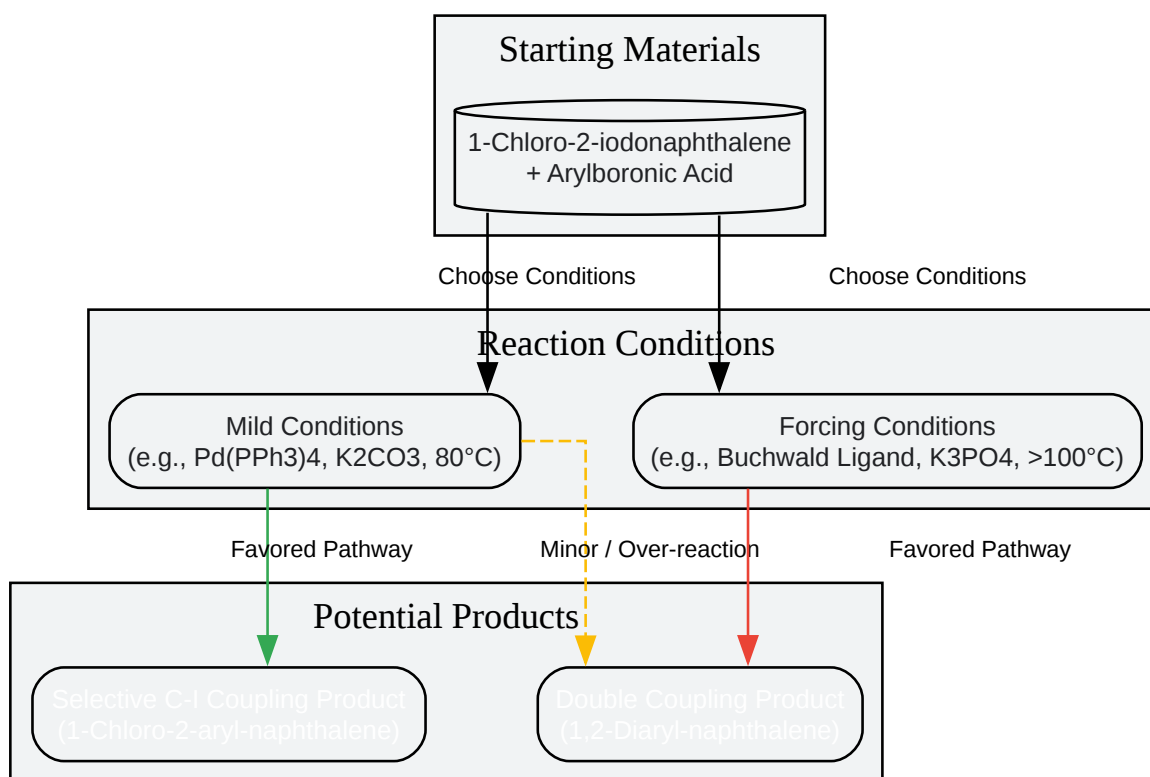 Starting Materials
1-Chloro-2-iodonaphthalene
+ Arylboronic Acid
Choose Conditions
Choose Conditions
Reaction Conditions
Mild Conditions
(e.g., Pd(PPh3)4, K2CO3, 80°C)
Forcing Conditions
(e.g., Buchwald Ligand, K3PO4, >100°C)
Favored Pathway
Minor / Over-reaction
Favored Pathway
Potential Products
Selective C-I Coupling Product
(1-Chloro-2-aryl-naphthalene)
Double Coupling Product
(1,2-Diaryl-naphthalene)